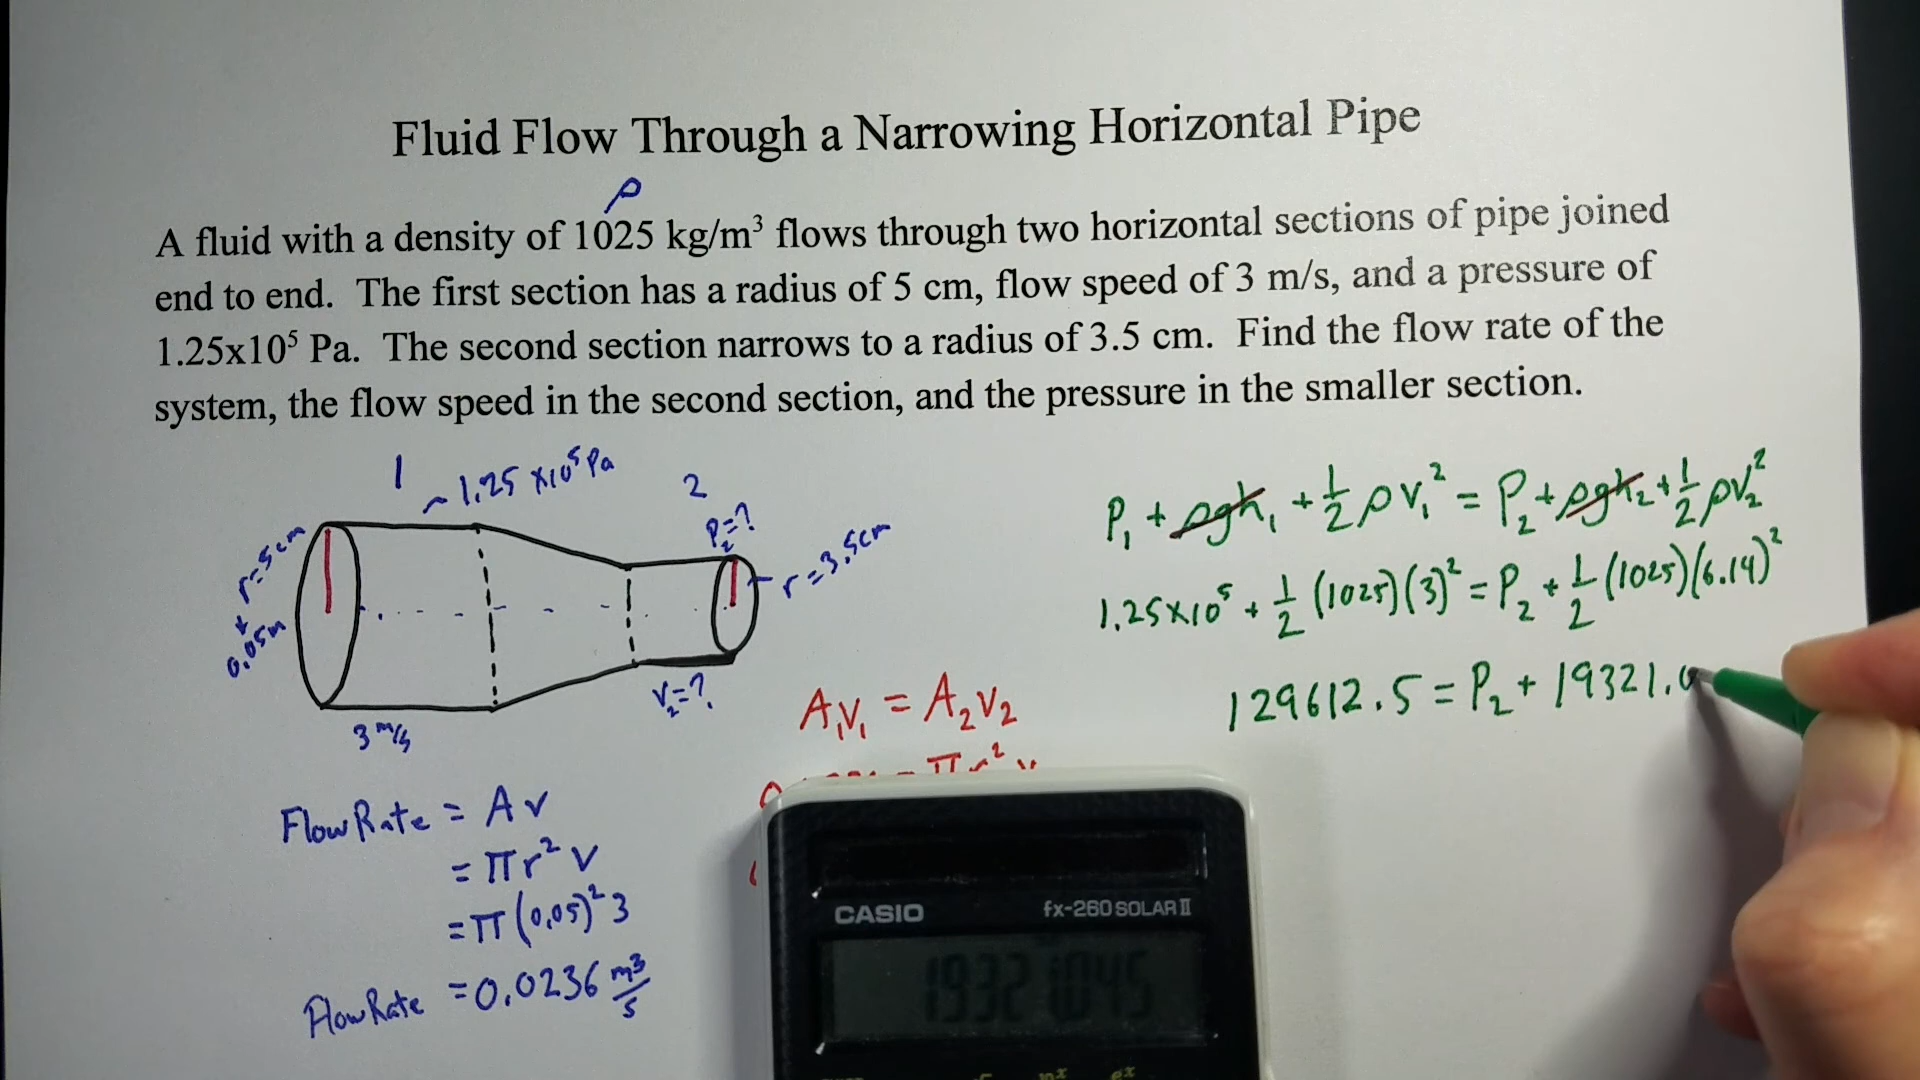 Fluid Flow Through a Narrowing Horizontal Pipe
ρ
A fluid with a density of 1025 kg/m³ flows through two horizontal sections of pipe joined
end to end. The first section has a radius of 5 cm, flow speed of 3 m/s, and a pressure of
1.25x10⁵ Pa. The second section narrows to a radius of 3.5 cm. Find the flow rate of the
system, the flow speed in the second section, and the pressure in the smaller section.
1
1.25 x10⁵ Pa
2
P₂=?
r=5cm
0.05m
r=3.5cm
3 m/s
V₂=?
Flow Rate = Av
= πr²v
= π(0.05)²3
Flow Rate = 0.0236 m³/s
A₁V₁ = A₂V₂
πr²v
P₁ + ρgh₁ + ½ρv₁² = P₂ + ρgh₂ + ½ρv₂²
1.25x10⁵ + ½(1025)(3)² = P₂ + ½(1025)(6.14)²
129612.5 = P₂ + 19321.0
CASIO
fx-260 SOLAR II
19321.045